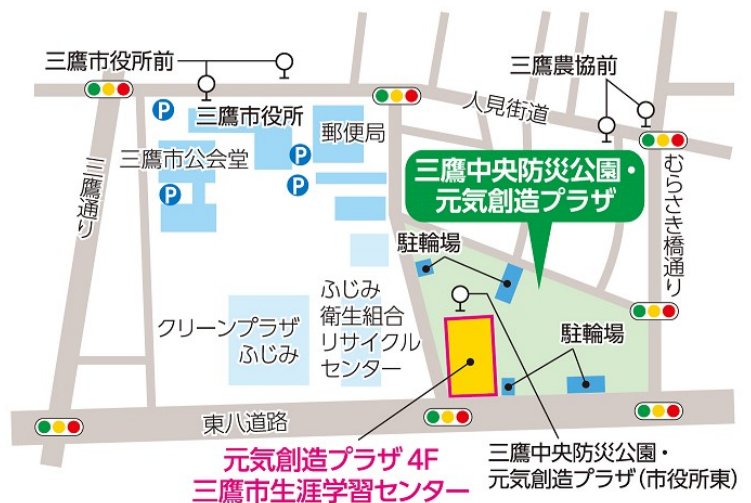 三鷹市役所前
三鷹農協前
人見街道
P
三鷹市役所
郵便局
三鷹市公会堂
P
P
P
三鷹通り
むらさき橋通り
三鷹中央防災公園・
元気創造プラザ
駐輪場
ふじみ
衛生組合
リサイクル
センター
クリーンプラザ
ふじみ
駐輪場
東八道路
元気創造プラザ 4F
三鷹市生涯学習センター
三鷹中央防災公園・
元気創造プラザ(市役所東)